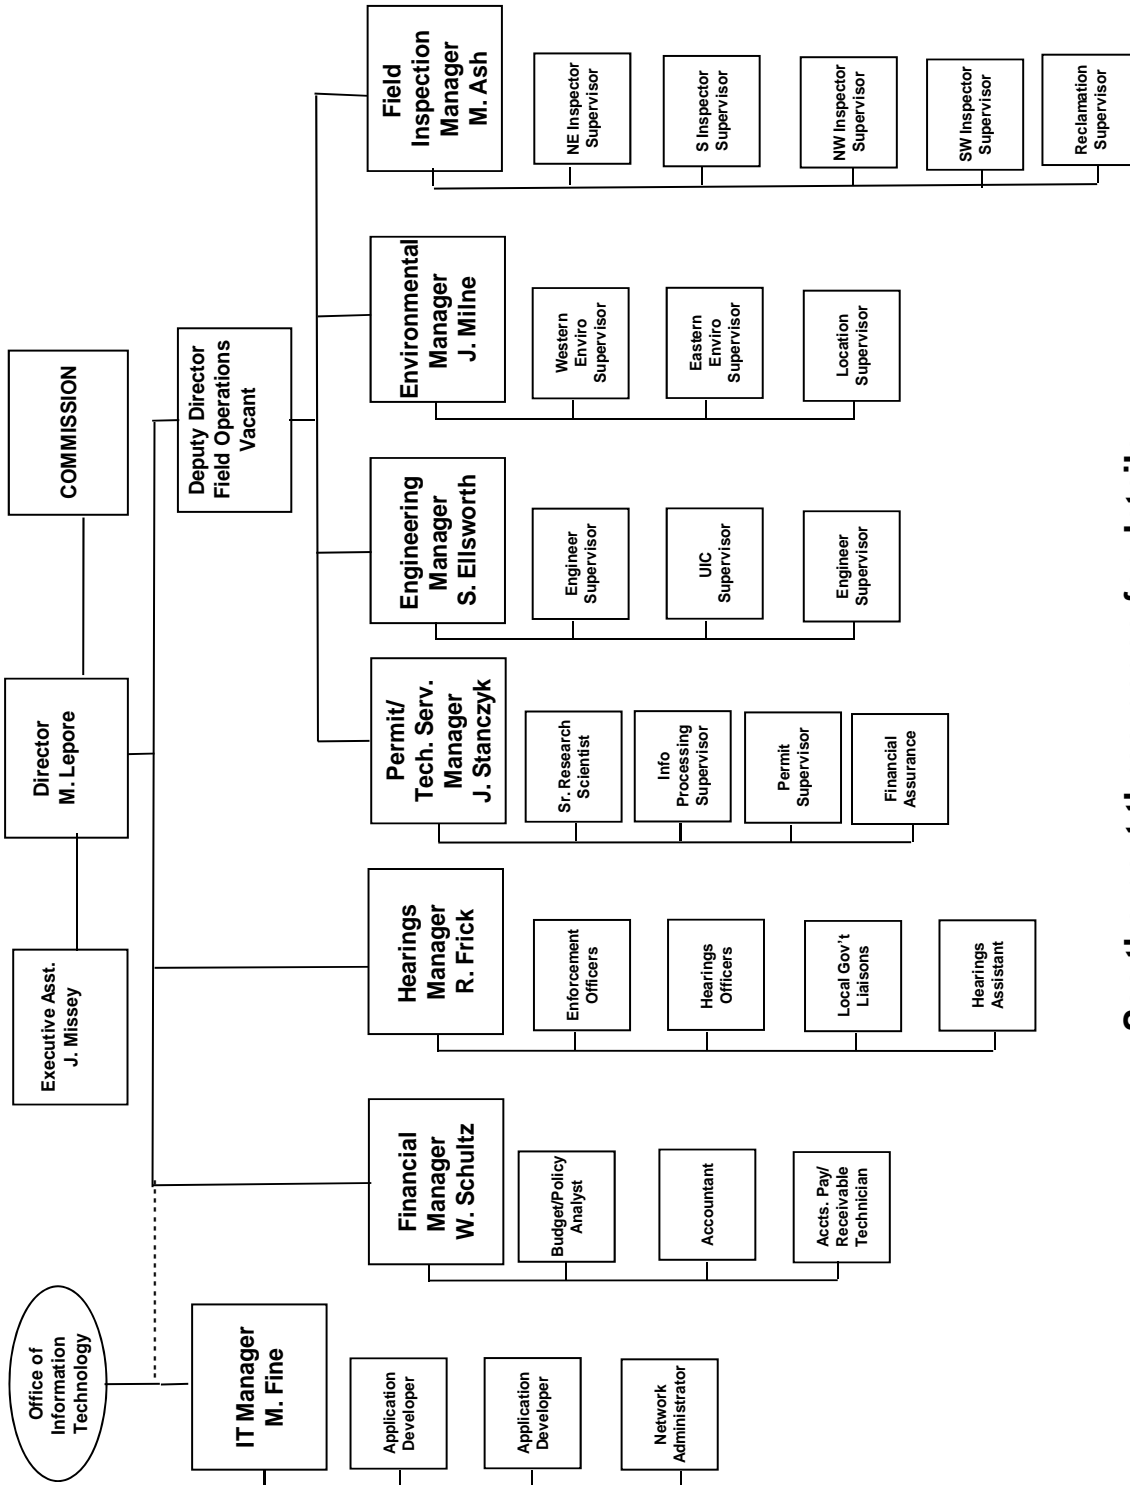 COMMISSION
Director
M. Lepore
Executive Asst.
J. Missey
Office of
Information
Technology
Deputy Director
Field Operations
Vacant
IT Manager
M. Fine
Application
Developer
Application
Developer
Network
Administrator
Financial
Manager
W. Schultz
Budget/Policy
Analyst
Accountant
Accts. Pay/
Receivable
Technician
Hearings
Manager
R. Frick
Enforcement
Officers
Hearings
Officers
Local Gov't
Liaisons
Hearings
Assistant
Permit/
Tech. Serv.
Manager
J. Stanczyk
Sr. Research
Scientist
Info
Processing
Supervisor
Permit
Supervisor
Financial
Assurance
Engineering
Manager
S. Ellsworth
Engineer
Supervisor
UIC
Supervisor
Engineer
Supervisor
Environmental
Manager
J. Milne
Western
Enviro
Supervisor
Eastern
Enviro
Supervisor
Location
Supervisor
Field
Inspection
Manager
M. Ash
NE Inspector
Supervisor
S Inspector
Supervisor
NW Inspector
Supervisor
SW Inspector
Supervisor
Reclamation
Supervisor